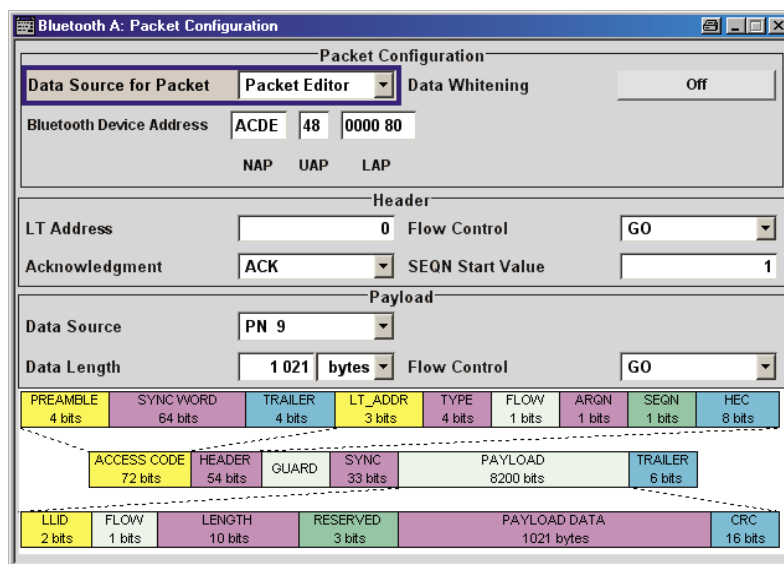 Bluetooth A: Packet Configuration
Packet Configuration
Data Source for Packet Packet Editor Data Whitening Off
Bluetooth Device Address ACDE 48 0000 80
NAP UAP LAP
Header
LT Address 0 Flow Control GO
Acknowledgment ACK SEQN Start Value 1
Payload
Data Source PN 9
Data Length 1 021 bytes Flow Control GO
PREAMBLE SYNC WORD TRAILER LT_ADDR TYPE FLOW ARQN SEQN HEC
4 bits 64 bits 4 bits 3 bits 4 bits 1 bits 1 bits 1 bits 8 bits
ACCESS CODE HEADER GUARD SYNC PAYLOAD TRAILER
72 bits 54 bits 33 bits 8200 bits 6 bits
LLID FLOW LENGTH RESERVED PAYLOAD DATA CRC
2 bits 1 bits 10 bits 3 bits 1021 bytes 16 bits